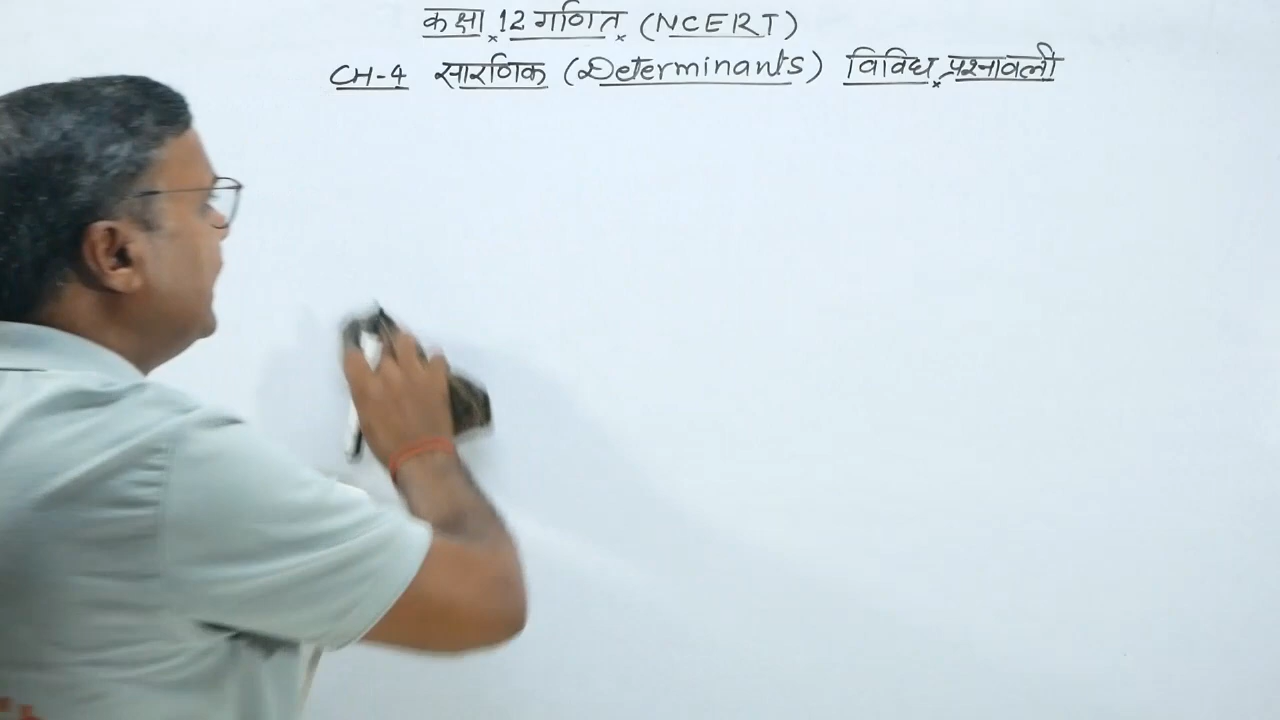 कक्षा 12 गणित (NCERT)
CH-4 सारणिक (Determinants) विविध प्रश्नावली